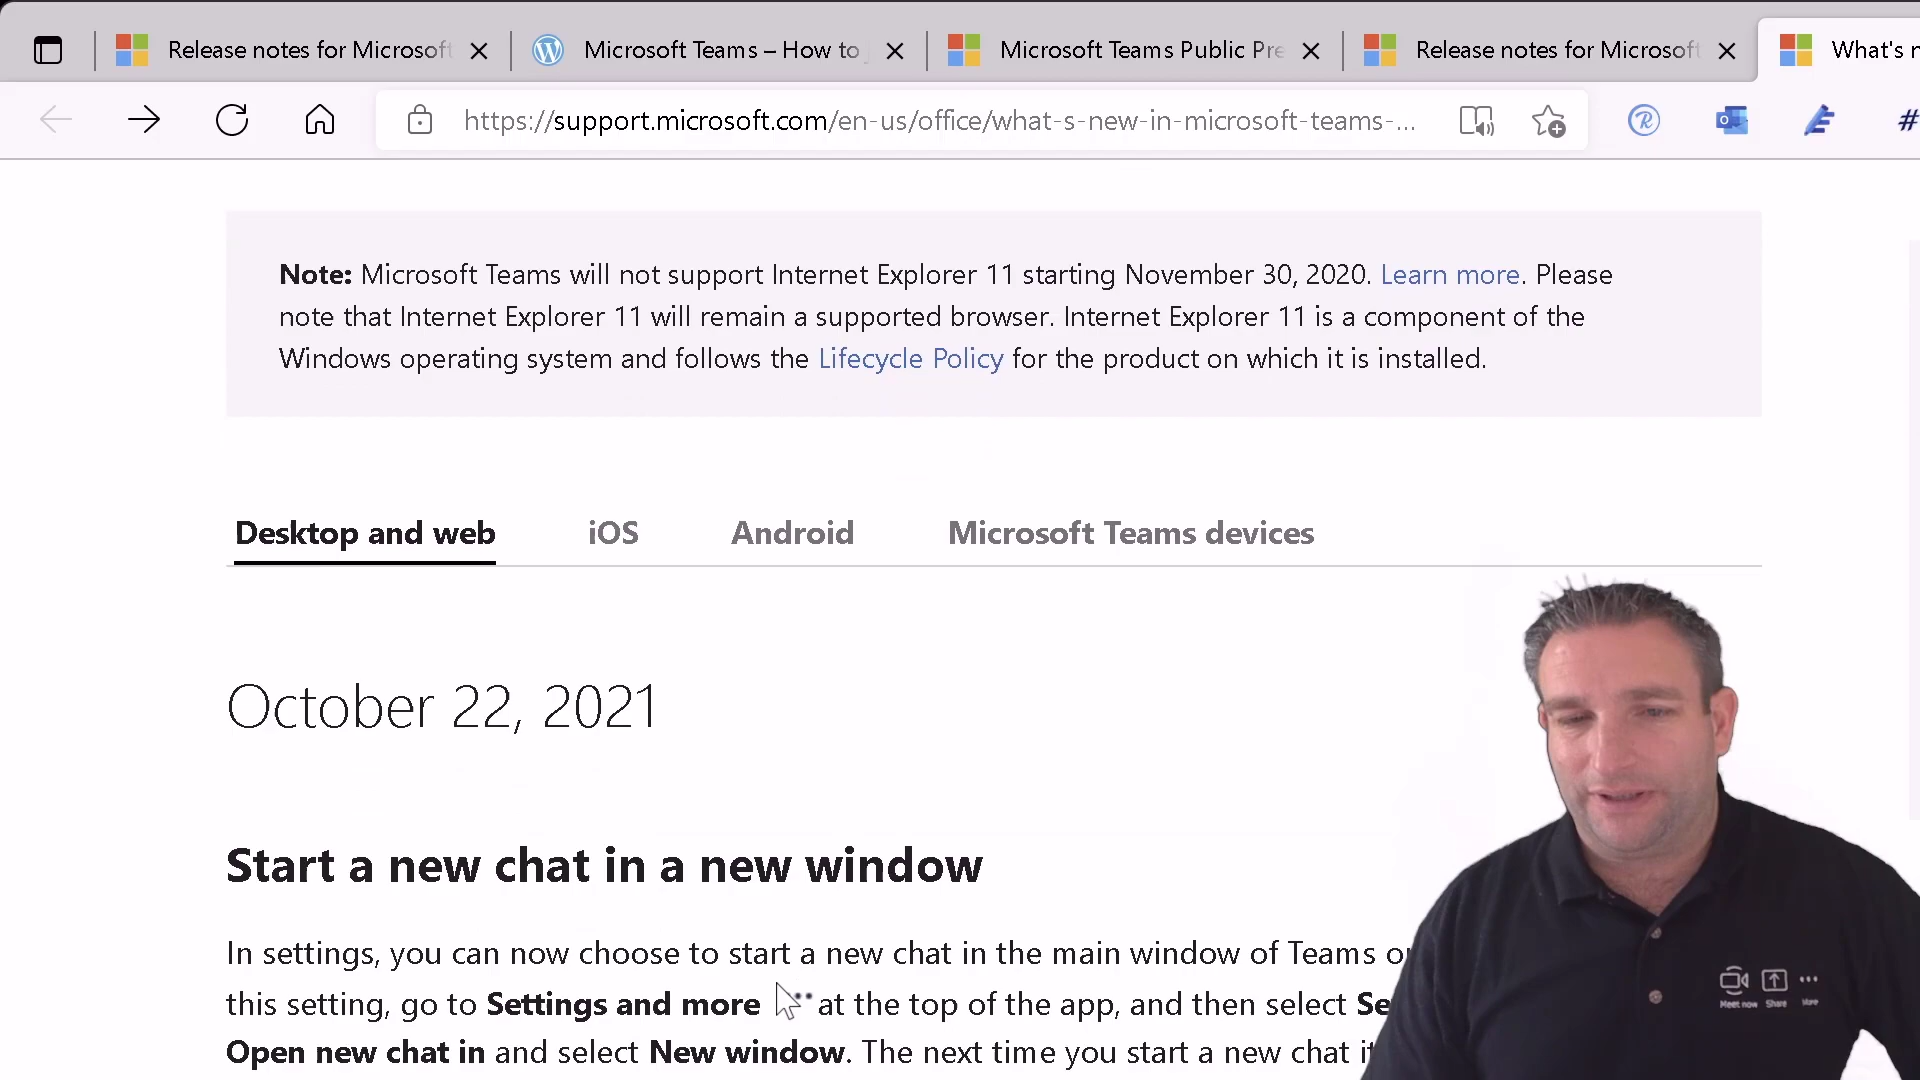 Release notes for Microsoft
Microsoft Teams – How to
Microsoft Teams Public Pre
Release notes for Microsoft
What's n
https://support.microsoft.com/en-us/office/what-s-new-in-microsoft-teams-...
Note: Microsoft Teams will not support Internet Explorer 11 starting November 30, 2020. Learn more. Please
note that Internet Explorer 11 will remain a supported browser. Internet Explorer 11 is a component of the
Windows operating system and follows the Lifecycle Policy for the product on which it is installed.
Desktop and web
iOS
Android
Microsoft Teams devices
October 22, 2021
Start a new chat in a new window
In settings, you can now choose to start a new chat in the main window of Teams or
this setting, go to Settings and more ••• at the top of the app, and then select Se
Open new chat in and select New window. The next time you start a new chat it
Meet now Share More